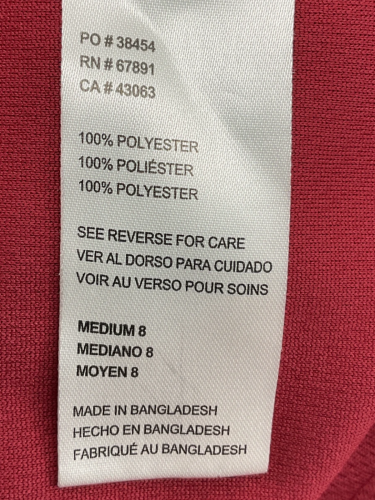 PO # 38454
RN # 67891
CA # 43063
100% POLYESTER
100% POLIÉSTER
100% POLYESTER
SEE REVERSE FOR CARE
VER AL DORSO PARA CUIDADO
VOIR AU VERSO POUR SOINS
MEDIUM 8
MEDIANO 8
MOYEN 8
MADE IN BANGLADESH
HECHO EN BANGLADESH
FABRIQUÉ AU BANGLADESH